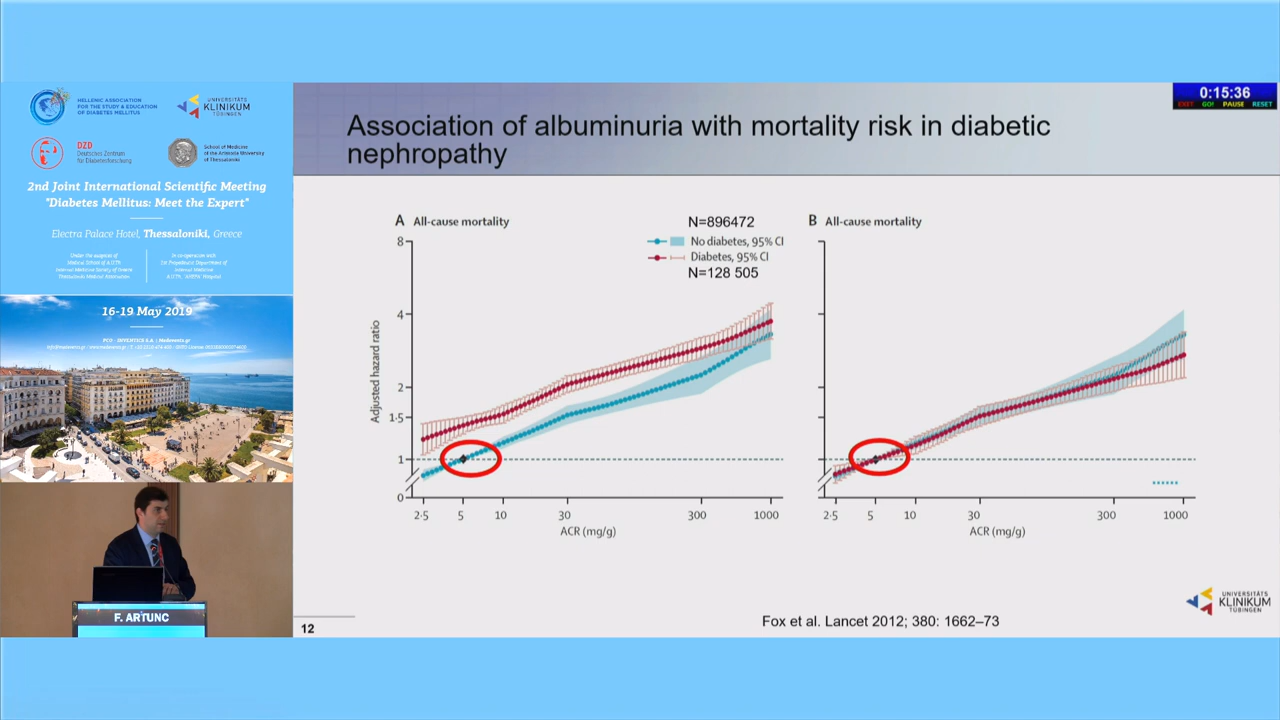 HELLENIC ASSOCIATION
FOR THE STUDY & EDUCATION
OF DIABETES MELLITUS
UNIVERSITÄTS
KLINIKUM
TÜBINGEN
DZD
Deutsches Zentrum
für Diabetesforschung
School of Medicine
of the Aristotle University
of Thessaloniki
2nd Joint International Scientific Meeting
"Diabetes Mellitus: Meet the Expert"
Electra Palace Hotel, Thessaloniki, Greece
Under the auspices of
16-19 May 2019
F. ARTUNC
0:15:36
EXIT GO! PAUSE RESET
Association of albuminuria with mortality risk in diabetic
nephropathy
A All-cause mortality
N=896472
No diabetes, 95% CI
Diabetes, 95% CI
N=128 505
Adjusted hazard ratio
8
4
2
1·5
1
0
2·5 5 10 30 300 1000
ACR (mg/g)
B All-cause mortality
2·5 5 10 30 300 1000
ACR (mg/g)
UNIVERSITÄTS
KLINIKUM
TÜBINGEN
12
Fox et al. Lancet 2012; 380: 1662–73